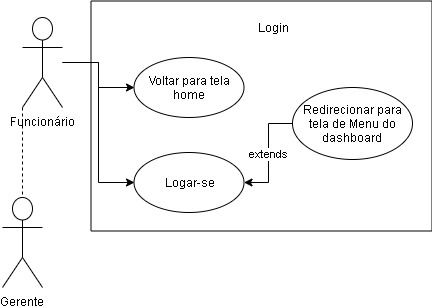 Login
Voltar para tela
home
Funcionário
Redirecionar para
tela de Menu do
dashboard
extends
Logar-se
Gerente